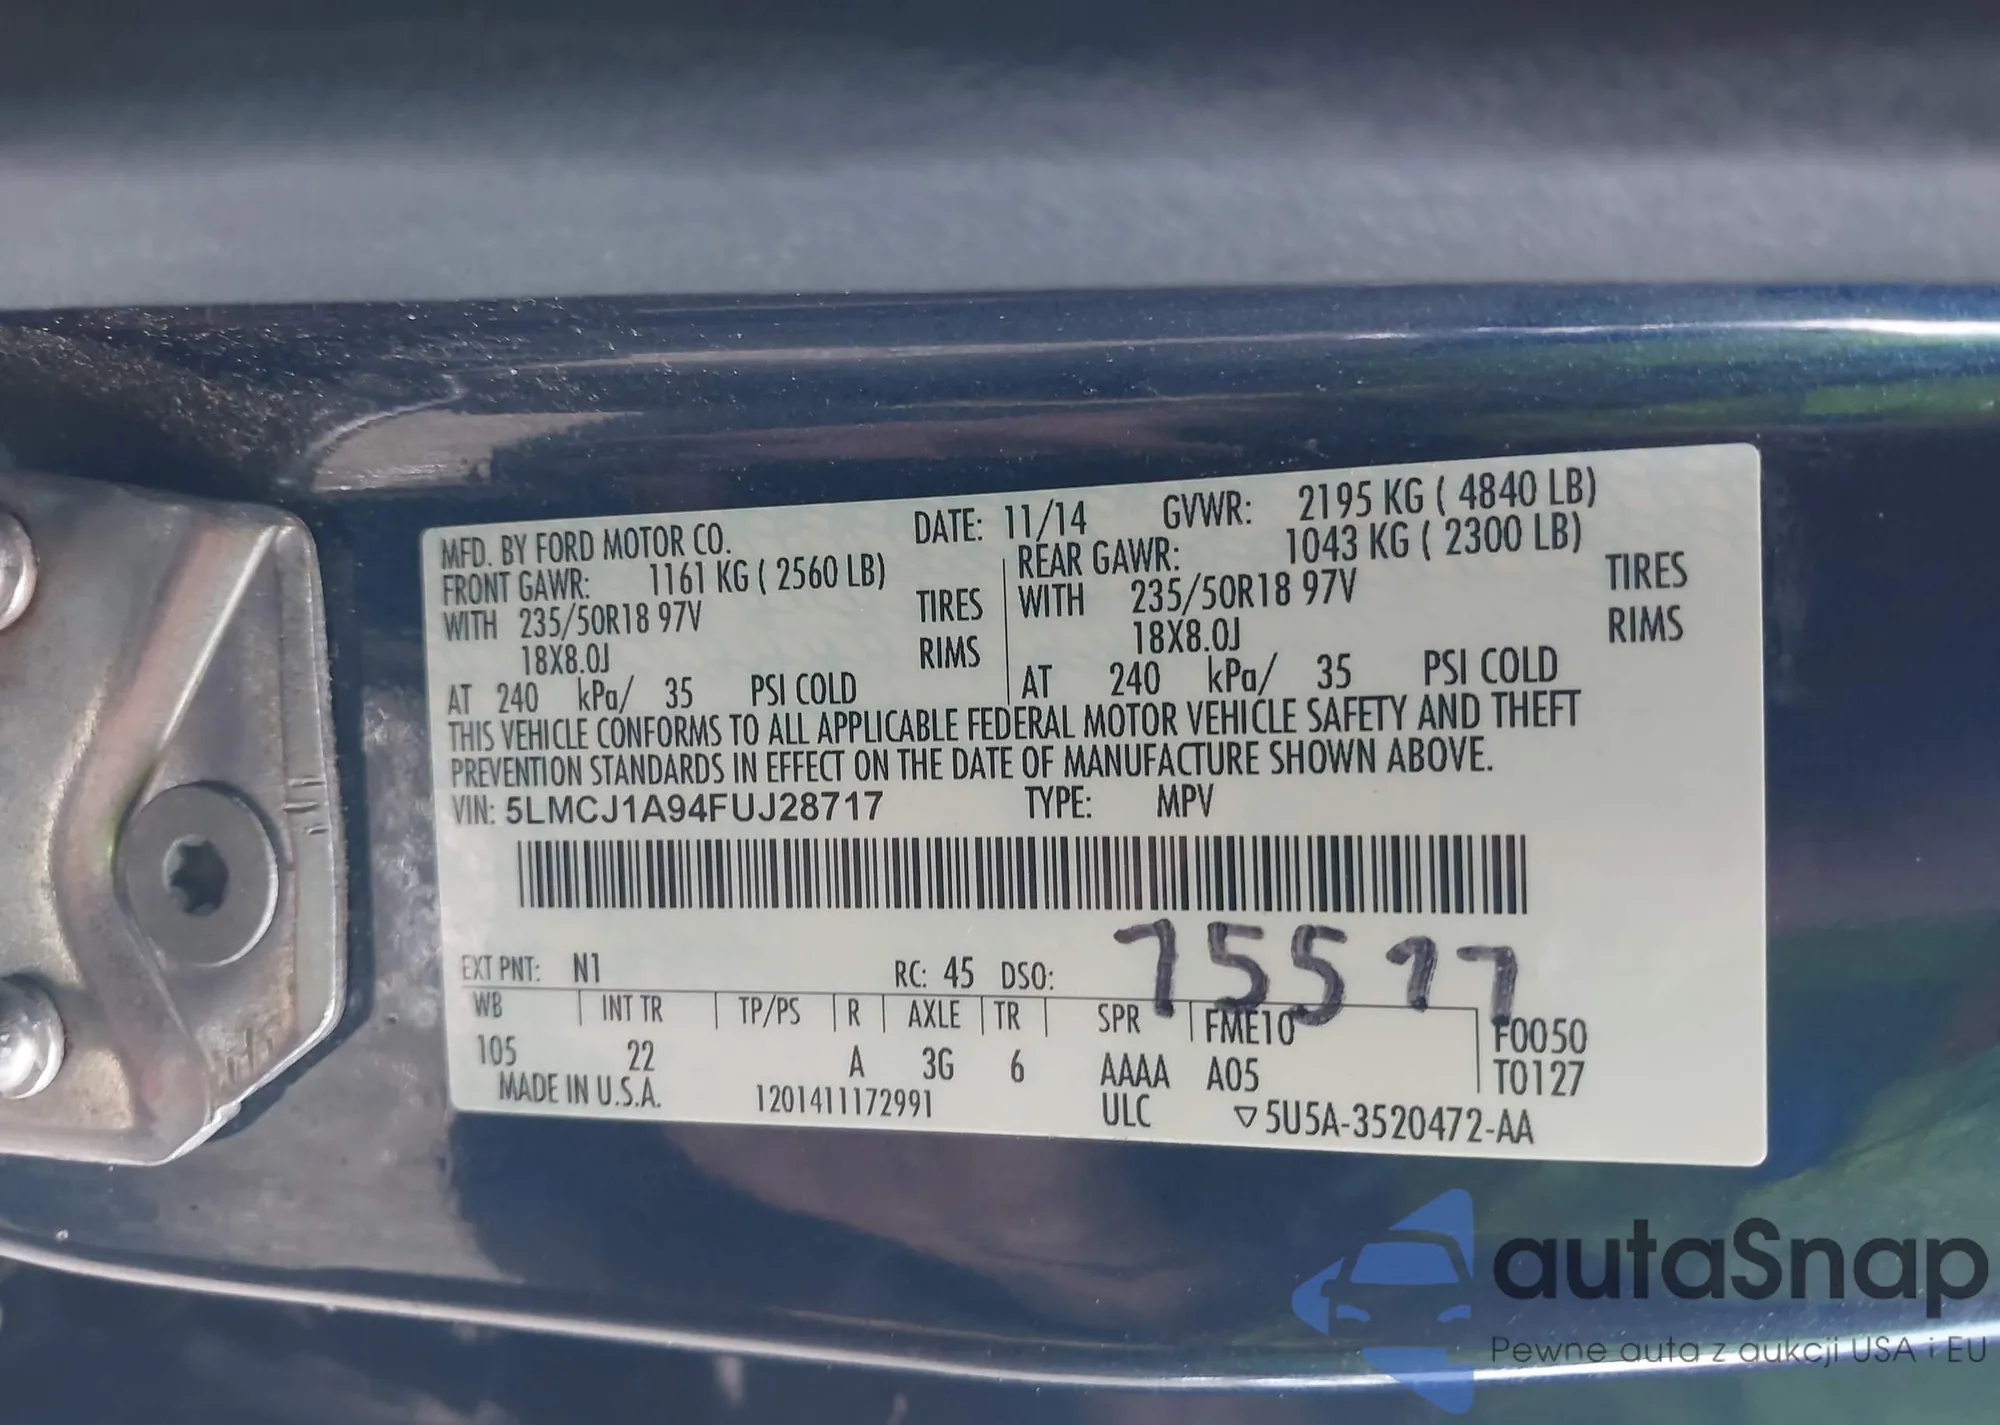 MFD. BY FORD MOTOR CO. DATE: 11/14 GVWR: 2195 KG ( 4840 LB)
FRONT GAWR: 1161 KG ( 2560 LB) REAR GAWR: 1043 KG ( 2300 LB)
WITH 235/50R18 97V TIRES WITH 235/50R18 97V TIRES
18X8.0J RIMS 18X8.0J RIMS
AT 240 kPa/ 35 PSI COLD AT 240 kPa/ 35 PSI COLD
THIS VEHICLE CONFORMS TO ALL APPLICABLE FEDERAL MOTOR VEHICLE SAFETY AND THEFT
PREVENTION STANDARDS IN EFFECT ON THE DATE OF MANUFACTURE SHOWN ABOVE.
VIN: 5LMCJ1A94FUJ28717 TYPE: MPV
EXT PNT: N1 RC: 45 DSO:
WB INT TR TP/PS R AXLE TR SPR FME10 F0050
105 22 A 3G 6 AAAA A05 T0127
MADE IN U.S.A. 1201411172991 ULC ▽5U5A-3520472-AA
autaSnap
Pewne auta z aukcji USA i EU